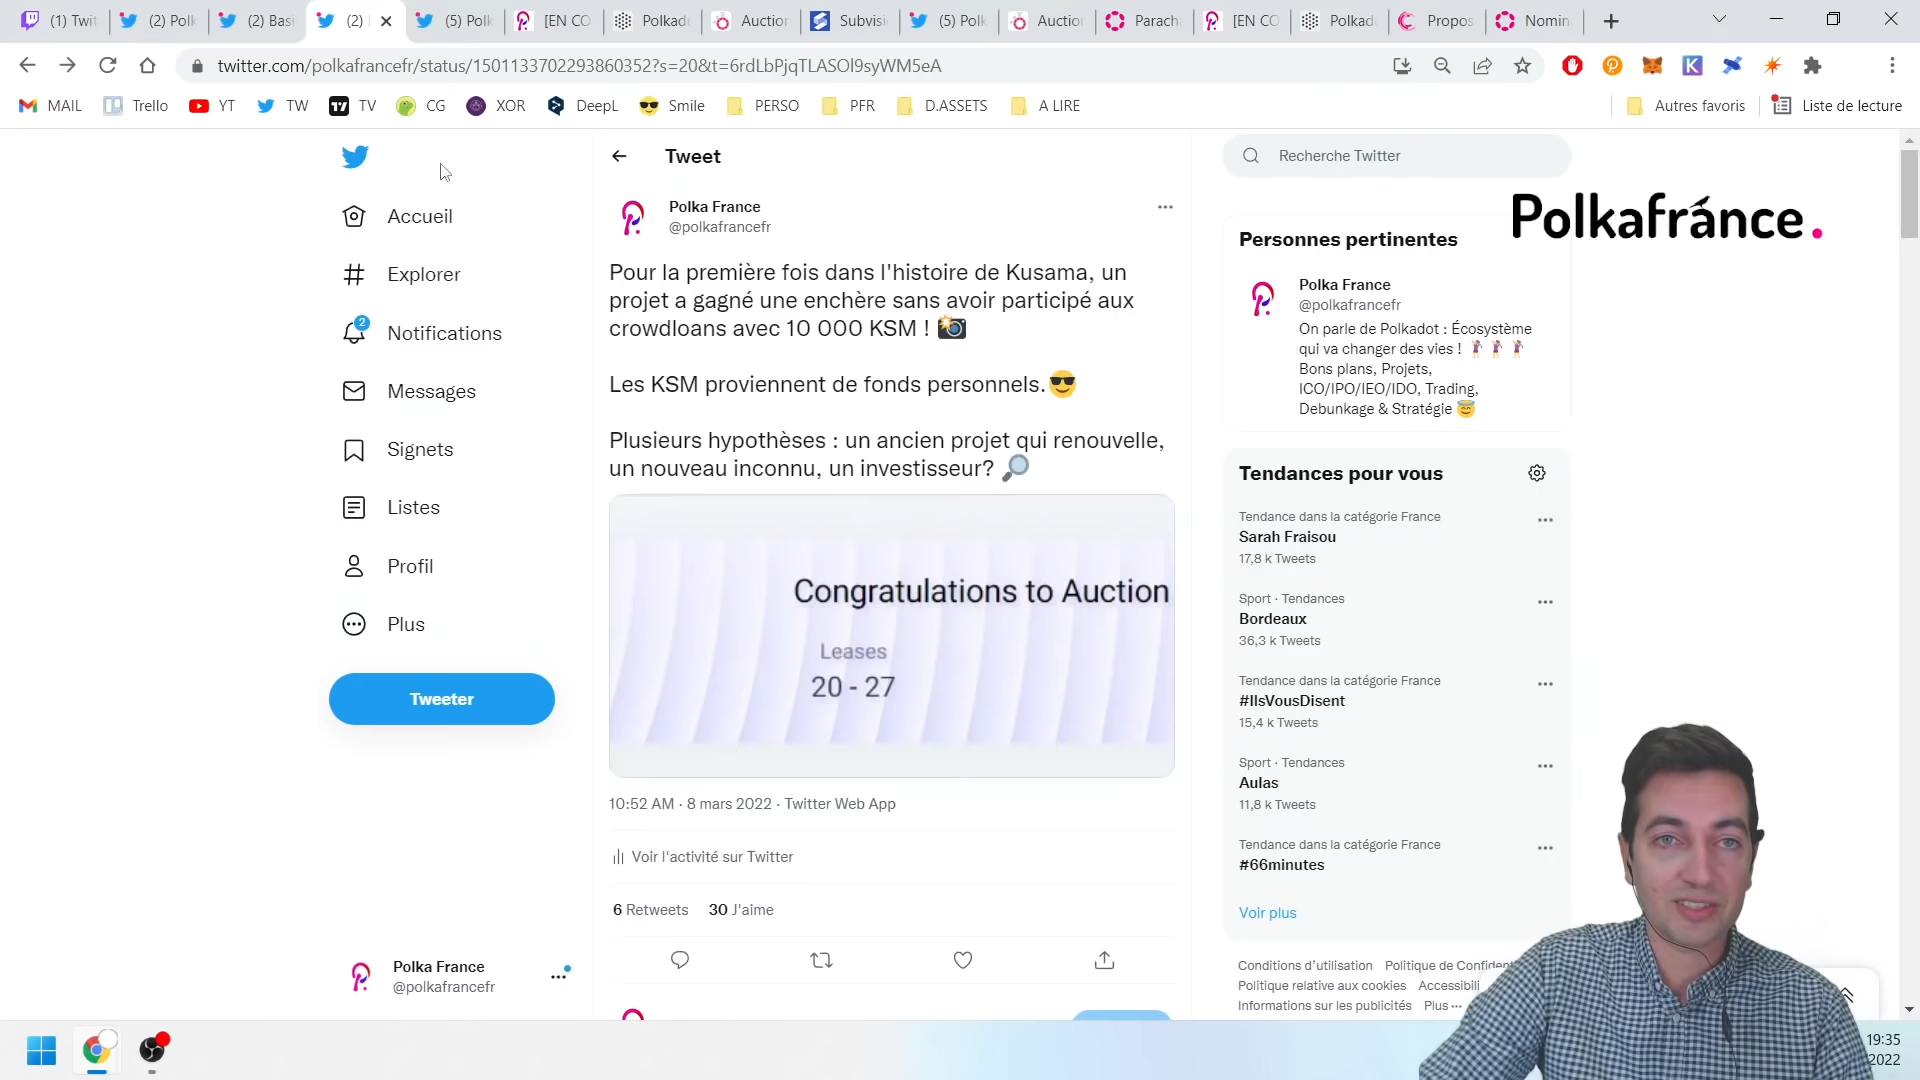 (1) Twit
(2) Polk
(2) Basi
(2)
(5) Polk
[EN CO
Polkado
Auction
Subvisi
(5) Polk
Auction
Parach
[EN CO
Polkad
Propos
Nomin
twitter.com/polkafrancefr/status/1501133702293860352?s=20&t=6rdLbPjqTLASOl9syWM5eA
MAIL
Trello
YT
TW
TV
CG
XOR
DeepL
Smile
PERSO
PFR
D.ASSETS
A LIRE
Autres favoris
Liste de lecture
Accueil
Explorer
2
Notifications
Messages
Signets
Listes
Profil
Plus
Tweeter
Polka France
@polkafrancefr
Tweet
Polka France
@polkafrancefr
Pour la première fois dans l'histoire de Kusama, un
projet a gagné une enchère sans avoir participé aux
crowdloans avec 10 000 KSM ! 📸
Les KSM proviennent de fonds personnels.😎
Plusieurs hypothèses : un ancien projet qui renouvelle,
un nouveau inconnu, un investisseur? 🔎
Congratulations to Auction
Leases
20 - 27
10:52 AM · 8 mars 2022 · Twitter Web App
Voir l'activité sur Twitter
6 Retweets 30 J'aime
Recherche Twitter
Polkafránce.
Personnes pertinentes
Polka France
@polkafrancefr
On parle de Polkadot : Écosystème
qui va changer des vies !
Bons plans, Projets,
ICO/IPO/IEO/IDO, Trading,
Debunkage & Stratégie 😇
Tendances pour vous
Tendance dans la catégorie France
Sarah Fraisou
17,8 k Tweets
Sport · Tendances
Bordeaux
36,3 k Tweets
Tendance dans la catégorie France
#IlsVousDisent
15,4 k Tweets
Sport · Tendances
Aulas
11,8 k Tweets
Tendance dans la catégorie France
#66minutes
Voir plus
Conditions d'utilisation Politique de Confident
Politique relative aux cookies Accessibili
Informations sur les publicités Plus ···
19:35
2022